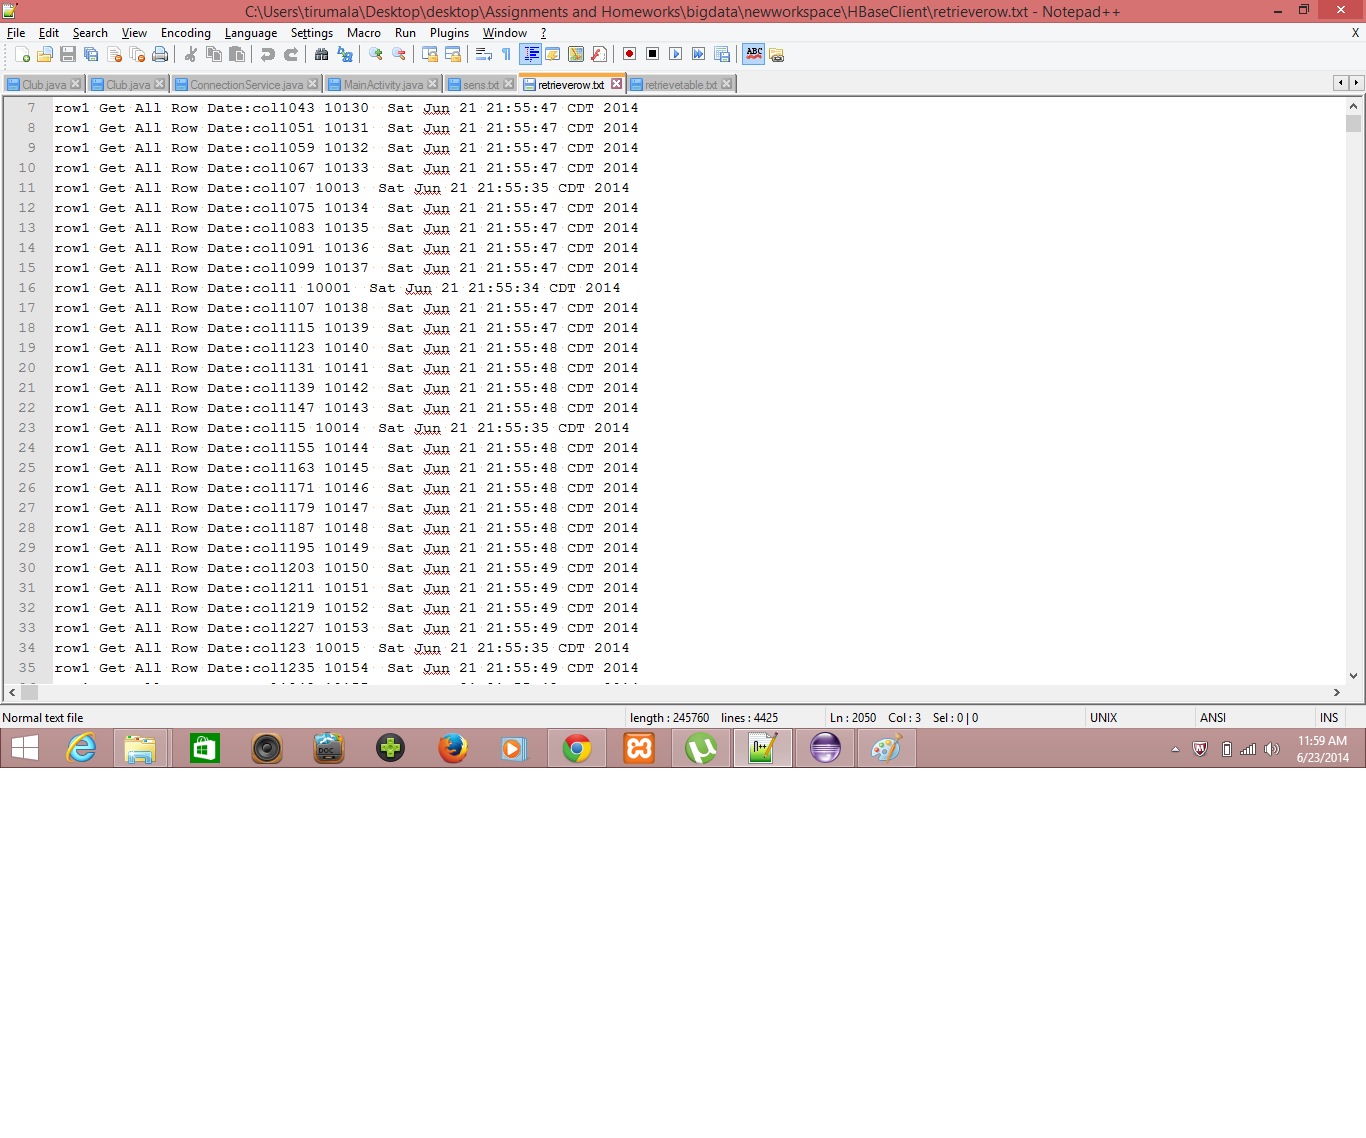 C:\Users\tirumala\Desktop\desktop\Assignments and Homeworks\bigdata\newworkspace\HBaseClient\retrieverow.txt - Notepad++
File Edit Search View Encoding Language Settings Macro Run Plugins Window ? X
ABC
Club.java Club.java ConnectionService.java MainActivity.java sens.txt retrieverow.txt retrievetable.txt
7 row1 Get All Row Date:col1043 10130 Sat Jun 21 21:55:47 CDT 2014
8 row1 Get All Row Date:col1051 10131 Sat Jun 21 21:55:47 CDT 2014
9 row1 Get All Row Date:col1059 10132 Sat Jun 21 21:55:47 CDT 2014
10 row1 Get All Row Date:col1067 10133 Sat Jun 21 21:55:47 CDT 2014
11 row1 Get All Row Date:col107 10013 Sat Jun 21 21:55:35 CDT 2014
12 row1 Get All Row Date:col1075 10134 Sat Jun 21 21:55:47 CDT 2014
13 row1 Get All Row Date:col1083 10135 Sat Jun 21 21:55:47 CDT 2014
14 row1 Get All Row Date:col1091 10136 Sat Jun 21 21:55:47 CDT 2014
15 row1 Get All Row Date:col1099 10137 Sat Jun 21 21:55:47 CDT 2014
16 row1 Get All Row Date:col11 10001 Sat Jun 21 21:55:34 CDT 2014
17 row1 Get All Row Date:col1107 10138 Sat Jun 21 21:55:47 CDT 2014
18 row1 Get All Row Date:col1115 10139 Sat Jun 21 21:55:47 CDT 2014
19 row1 Get All Row Date:col1123 10140 Sat Jun 21 21:55:48 CDT 2014
20 row1 Get All Row Date:col1131 10141 Sat Jun 21 21:55:48 CDT 2014
21 row1 Get All Row Date:col1139 10142 Sat Jun 21 21:55:48 CDT 2014
22 row1 Get All Row Date:col1147 10143 Sat Jun 21 21:55:48 CDT 2014
23 row1 Get All Row Date:col115 10014 Sat Jun 21 21:55:35 CDT 2014
24 row1 Get All Row Date:col1155 10144 Sat Jun 21 21:55:48 CDT 2014
25 row1 Get All Row Date:col1163 10145 Sat Jun 21 21:55:48 CDT 2014
26 row1 Get All Row Date:col1171 10146 Sat Jun 21 21:55:48 CDT 2014
27 row1 Get All Row Date:col1179 10147 Sat Jun 21 21:55:48 CDT 2014
28 row1 Get All Row Date:col1187 10148 Sat Jun 21 21:55:48 CDT 2014
29 row1 Get All Row Date:col1195 10149 Sat Jun 21 21:55:48 CDT 2014
30 row1 Get All Row Date:col1203 10150 Sat Jun 21 21:55:49 CDT 2014
31 row1 Get All Row Date:col1211 10151 Sat Jun 21 21:55:49 CDT 2014
32 row1 Get All Row Date:col1219 10152 Sat Jun 21 21:55:49 CDT 2014
33 row1 Get All Row Date:col1227 10153 Sat Jun 21 21:55:49 CDT 2014
34 row1 Get All Row Date:col123 10015 Sat Jun 21 21:55:35 CDT 2014
35 row1 Get All Row Date:col1235 10154 Sat Jun 21 21:55:49 CDT 2014
Normal text file length : 245760 lines : 4425 Ln : 2050 Col : 3 Sel : 0 | 0 UNIX ANSI INS
DOC
11:59 AM
6/23/2014